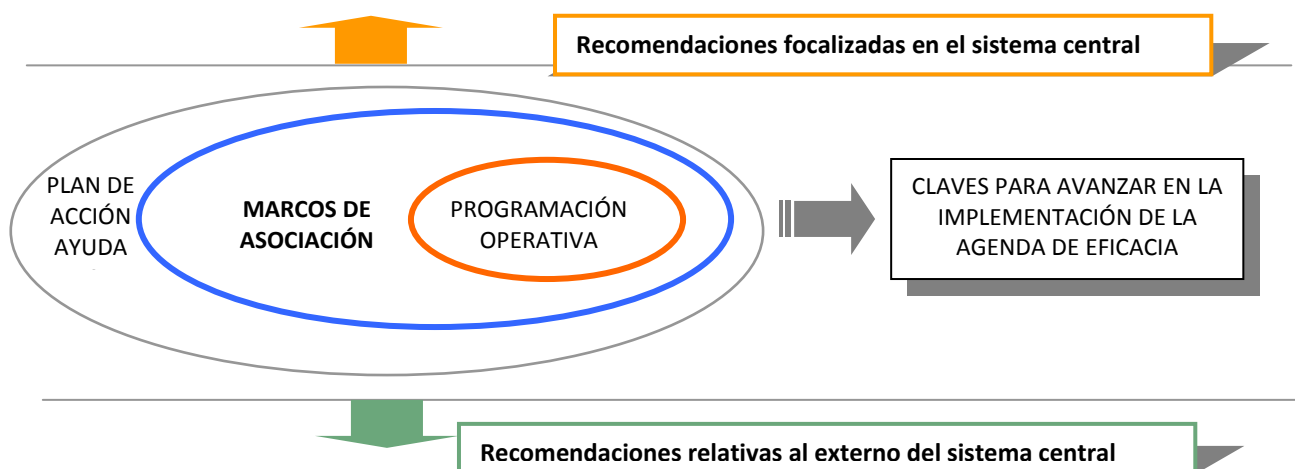 Recomendaciones focalizadas en el sistema central
PLAN DE
ACCIÓN
AYUDA
MARCOS DE
ASOCIACIÓN
PROGRAMACIÓN
OPERATIVA
CLAVES PARA AVANZAR EN LA
IMPLEMENTACIÓN DE LA
AGENDA DE EFICACIA
Recomendaciones relativas al externo del sistema central